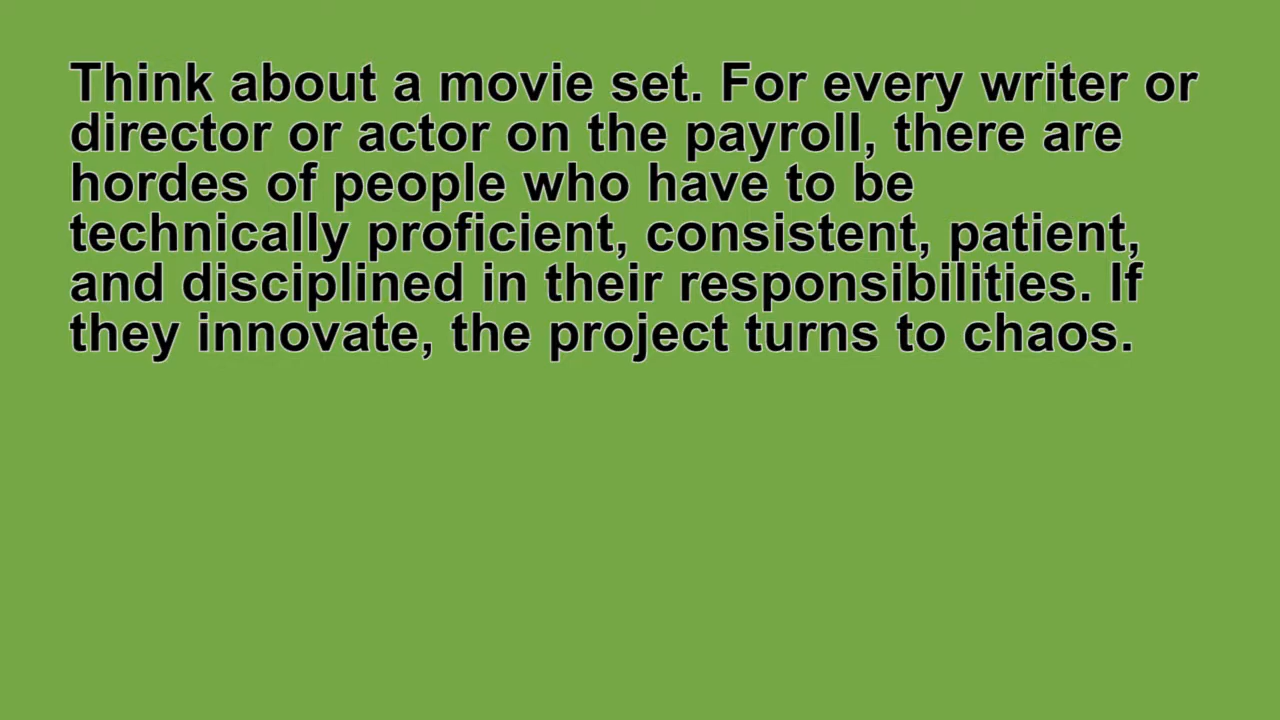 Think about a movie set. For every writer or
director or actor on the payroll, there are
hordes of people who have to be
technically proficient, consistent, patient,
and disciplined in their responsibilities. If
they innovate, the project turns to chaos.